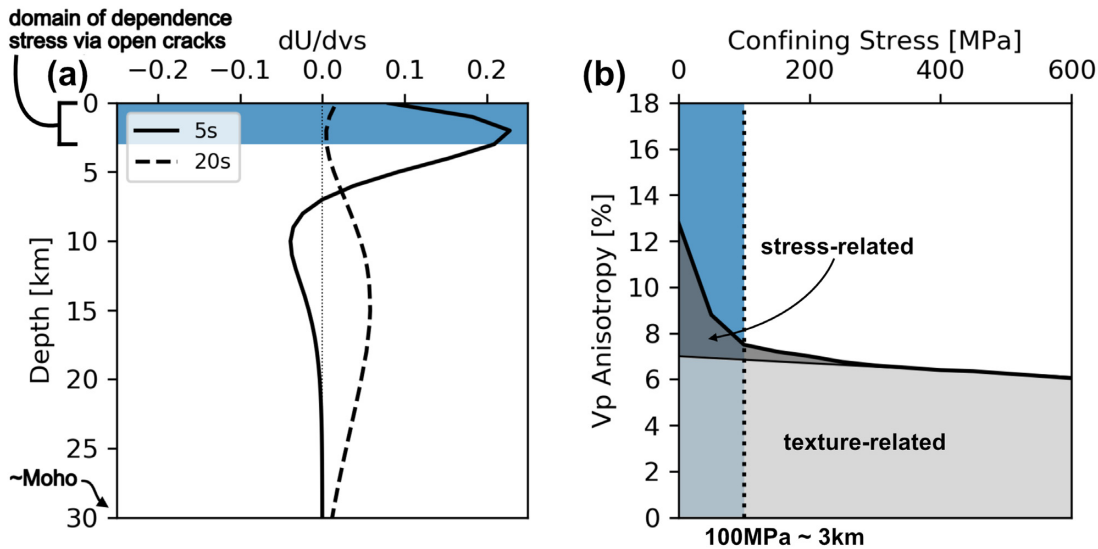 domain of dependence
stress via open cracks
(a)
dU/dvs
−0.2 −0.1 0.0 0.1 0.2
0
5
10
15
20
25
30
Depth [km]
5s
20s
~Moho
(b)
Confining Stress [MPa]
0 200 400 600
18
16
14
12
10
8
6
4
2
0
Vp Anisotropy [%]
stress-related
texture-related
100MPa ~ 3km